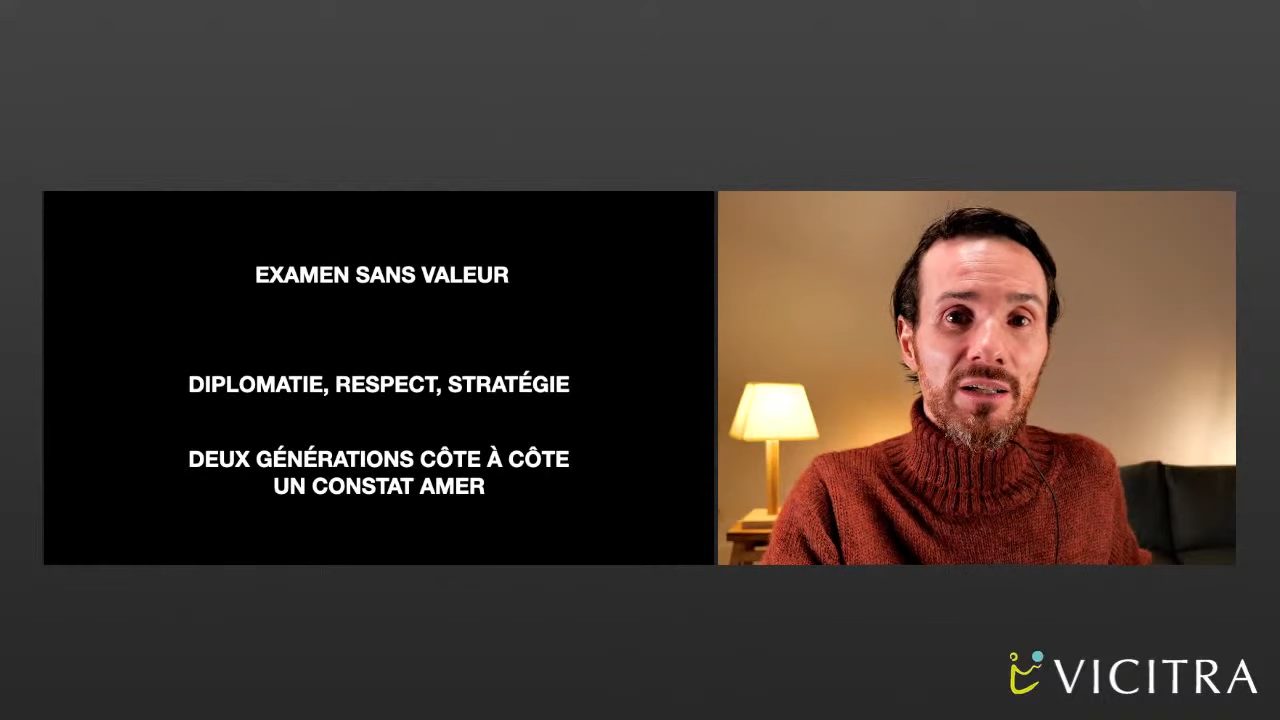 EXAMEN SANS VALEUR
DIPLOMATIE, RESPECT, STRATÉGIE
DEUX GÉNÉRATIONS CÔTE À CÔTE
UN CONSTAT AMER
VICITRA